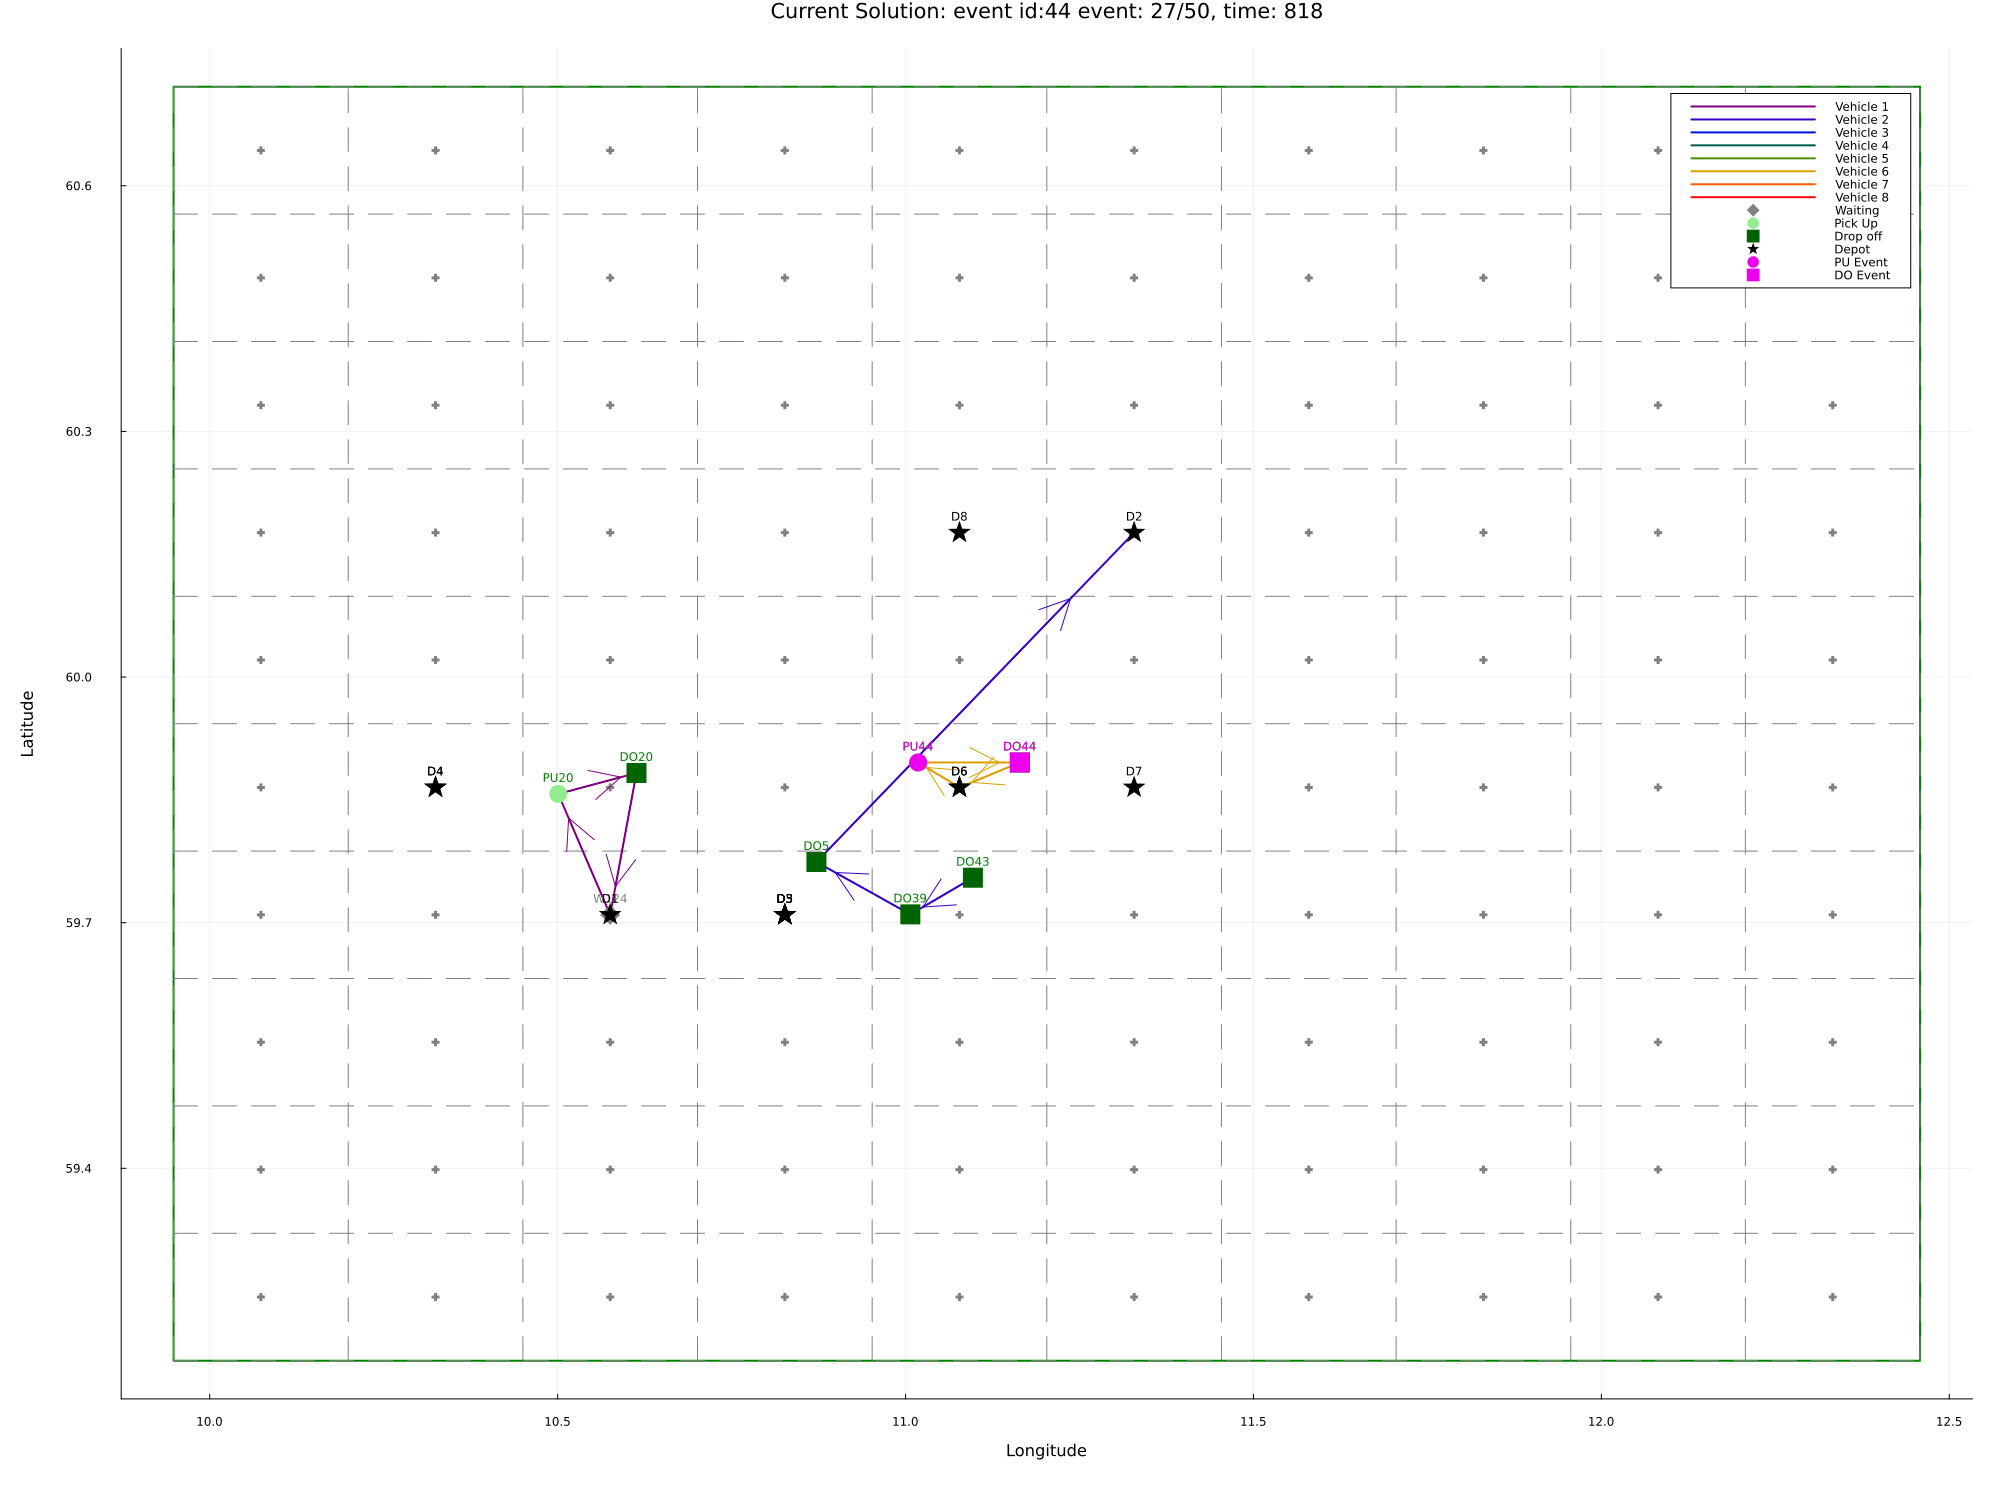 Current Solution: event id:44 event: 27/50, time: 818
Vehicle 1
Vehicle 2
Vehicle 3
Vehicle 4
Vehicle 5
Vehicle 6
Vehicle 7
Vehicle 8
Waiting
Pick Up
Drop off
Depot
PU Event
DO Event
60.6
60.3
60.0
59.7
59.4
Latitude
D8
D2
PU44
DO44
DO20
D4
PU20
D6
D7
DO5
DO43
D1
DO39
10.0
10.5
11.0
11.5
12.0
12.5
Longitude